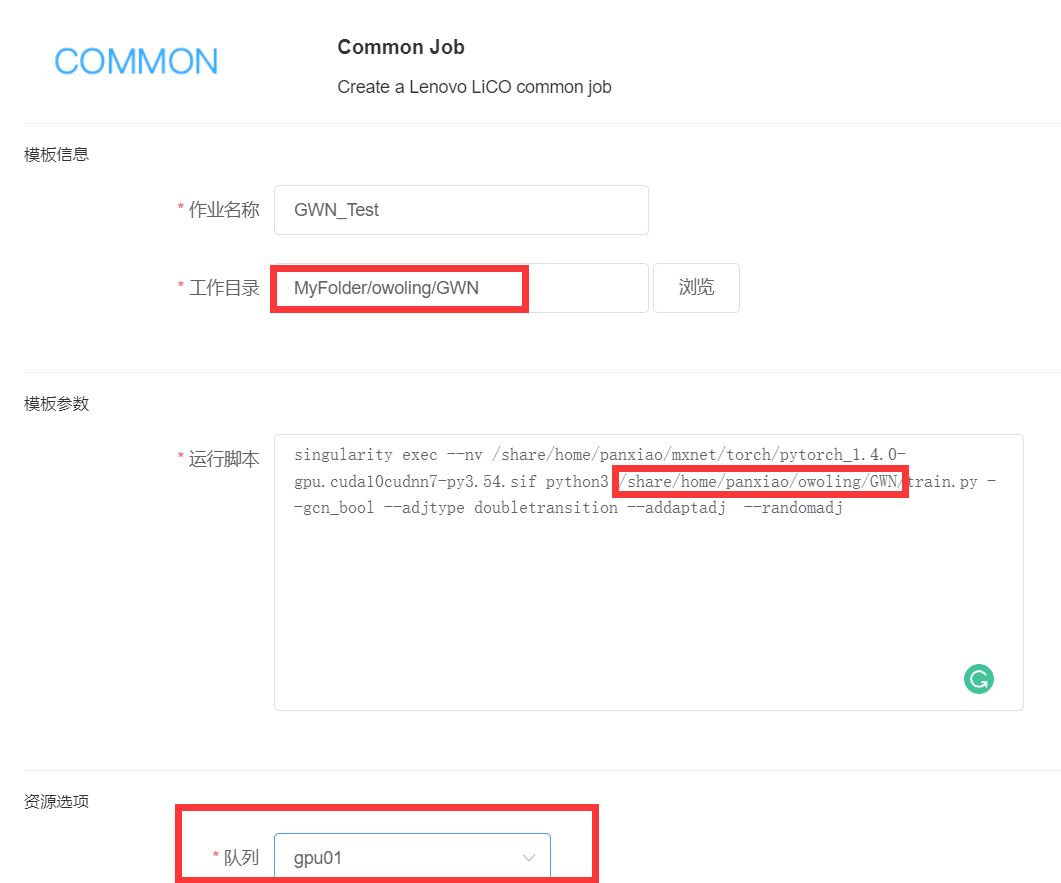 COMMON
Common Job
Create a Lenovo LiCO common job
模板信息
* 作业名称 GWN_Test
* 工作目录 MyFolder/owoling/GWN 浏览
模板参数
* 运行脚本 singularity exec --nv /share/home/panxiao/mxnet/torch/pytorch_1.4.0-
gpu.cuda10cudnn7-py3.54.sif python3 /share/home/panxiao/owoling/GWN/train.py -
-gcn_bool --adjtype doubletransition --addaptadj --randomadj
资源选项
* 队列 gpu01